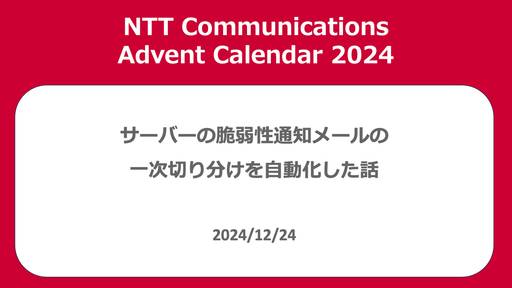 NTT Communications
Advent Calendar 2024
サーバーの脆弱性通知メールの
一次切り分けを自動化した話
2024/12/24